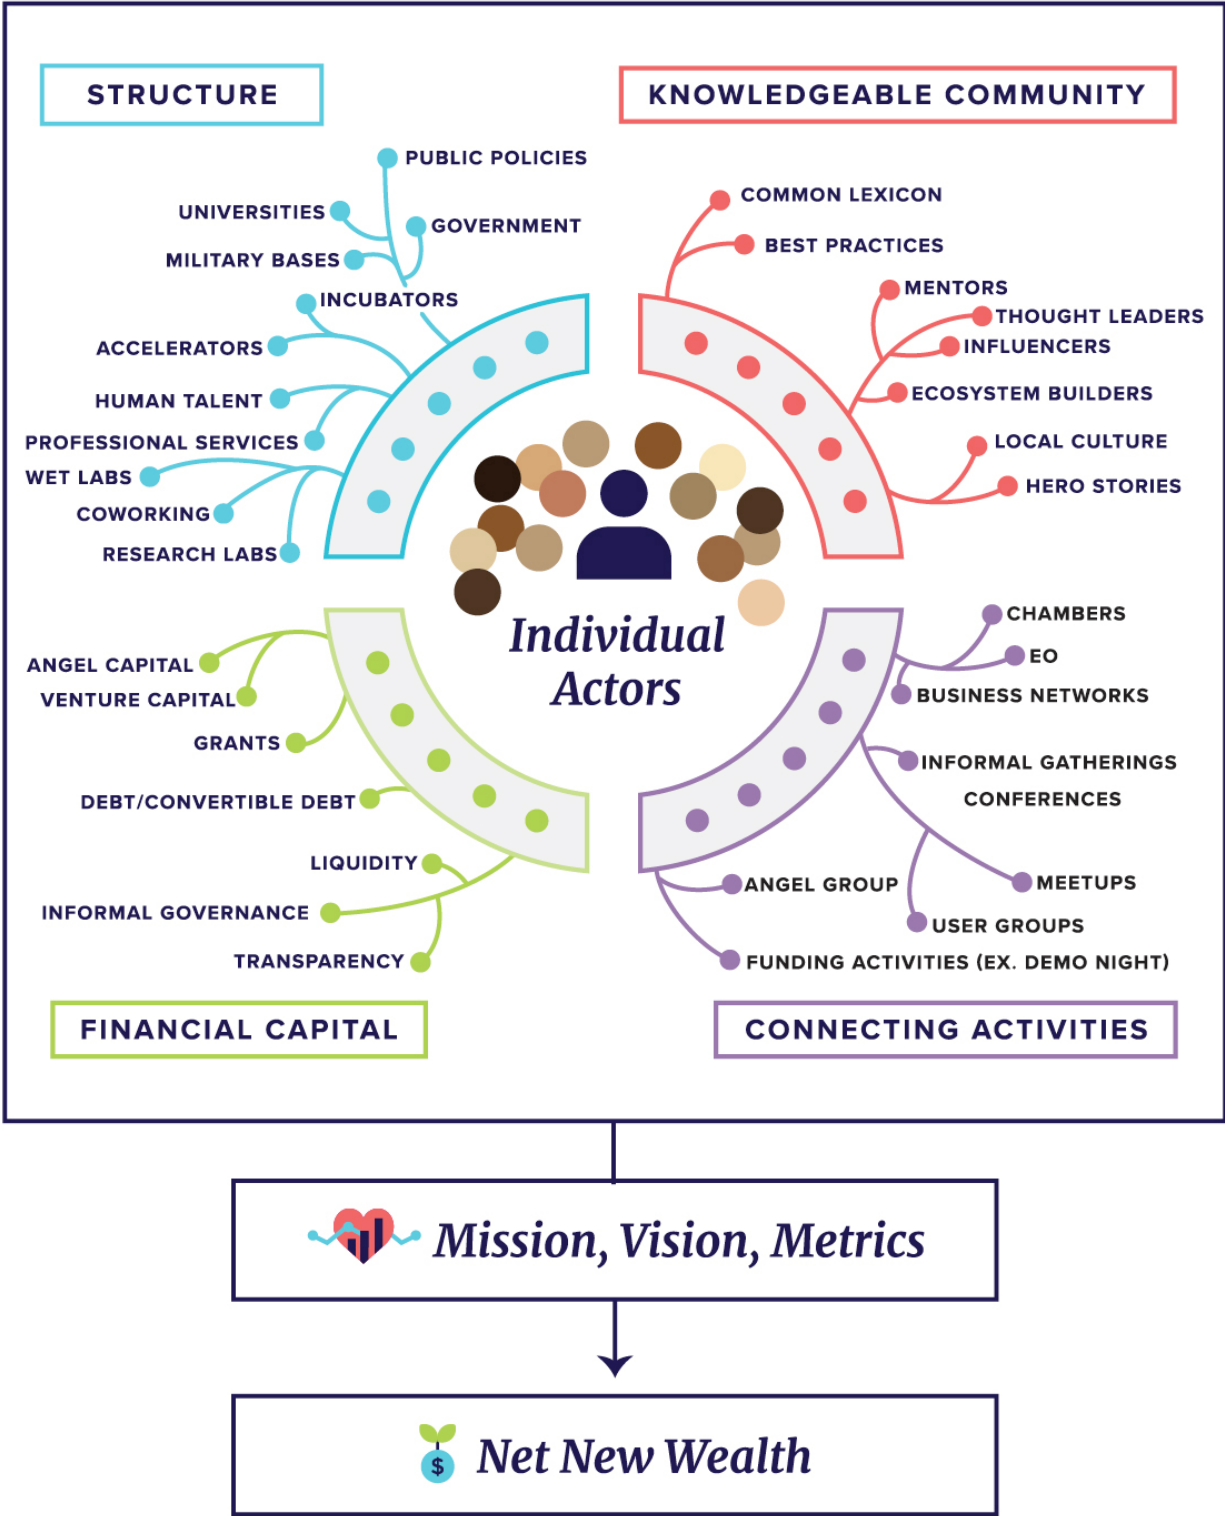 STRUCTURE
PUBLIC POLICIES
UNIVERSITIES
GOVERNMENT
MILITARY BASES
INCUBATORS
ACCELERATORS
HUMAN TALENT
PROFESSIONAL SERVICES
WET LABS
COWORKING
RESEARCH LABS
KNOWLEDGEABLE COMMUNITY
COMMON LEXICON
BEST PRACTICES
MENTORS
THOUGHT LEADERS
INFLUENCERS
ECOSYSTEM BUILDERS
LOCAL CULTURE
HERO STORIES
Individual
Actors
ANGEL CAPITAL
VENTURE CAPITAL
GRANTS
DEBT/CONVERTIBLE DEBT
LIQUIDITY
INFORMAL GOVERNANCE
TRANSPARENCY
FINANCIAL CAPITAL
CHAMBERS
EO
BUSINESS NETWORKS
INFORMAL GATHERINGS
CONFERENCES
ANGEL GROUP
MEETUPS
USER GROUPS
FUNDING ACTIVITIES (EX. DEMO NIGHT)
CONNECTING ACTIVITIES
Mission, Vision, Metrics
$
Net New Wealth